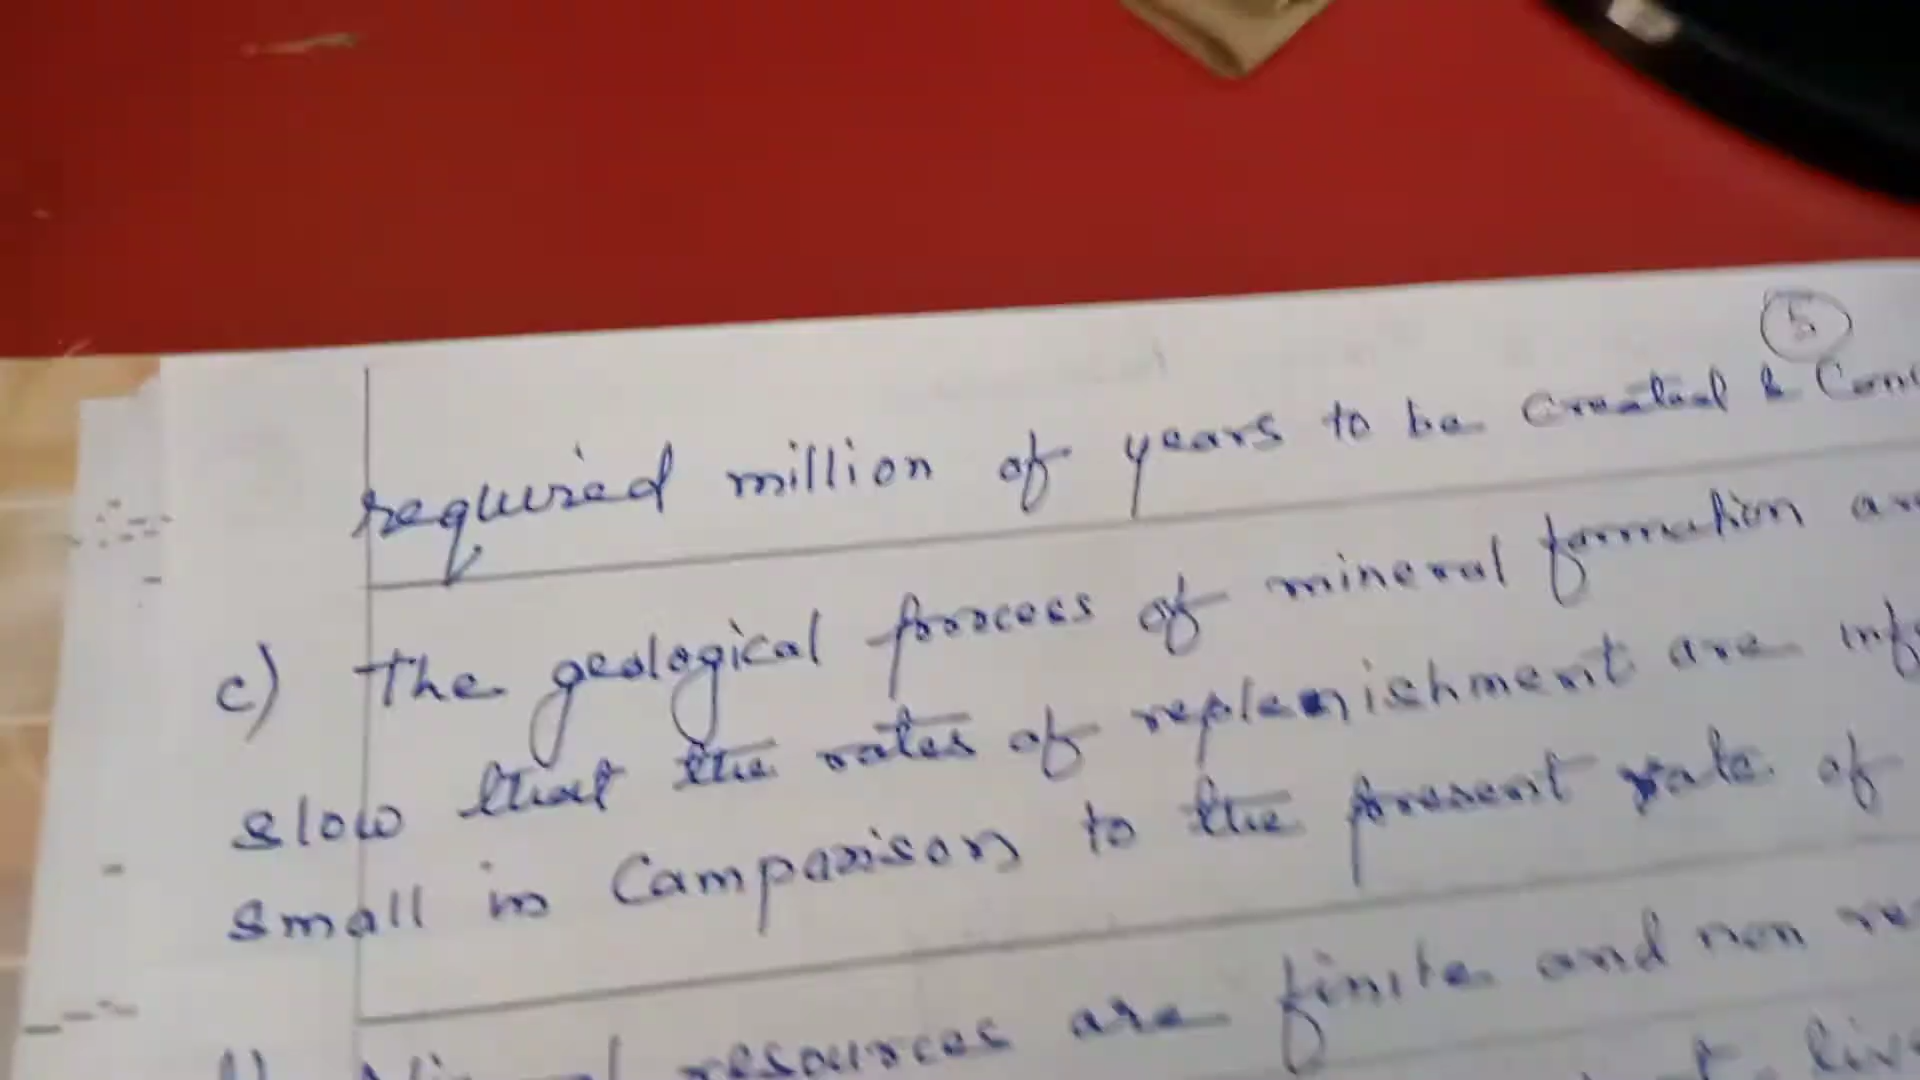 5
required million of years to be created & Con
c) The geological process of mineral formation are
slow that the rates of replenishment are inf
small in Comparison to the present rate of
resources are finite and non re